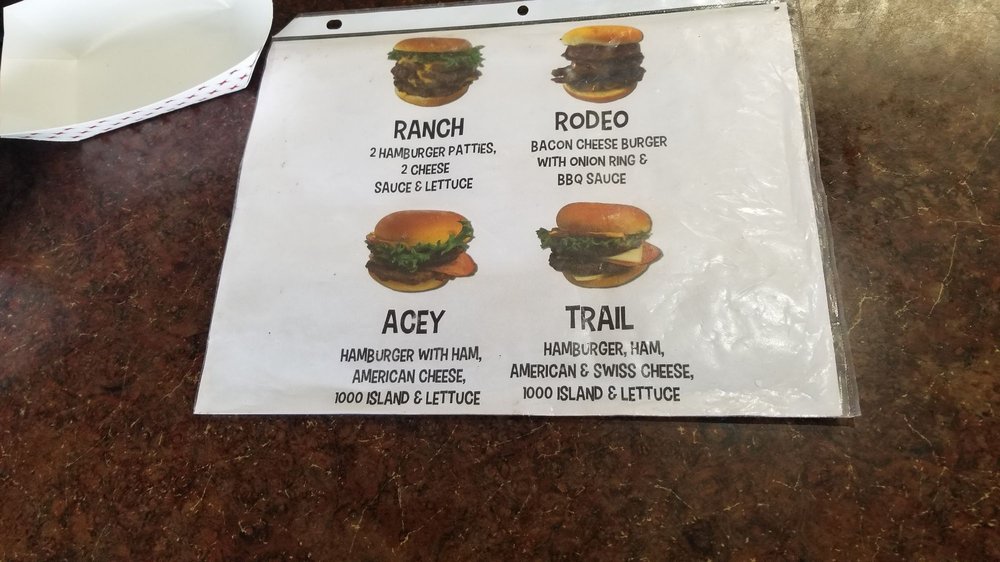 RANCH
2 HAMBURGER PATTIES,
2 CHEESE
SAUCE & LETTUCE
RODEO
BACON CHEESE BURGER
WITH ONION RING &
BBQ SAUCE
ACEY
HAMBURGER WITH HAM,
AMERICAN CHEESE,
1000 ISLAND & LETTUCE
TRAIL
HAMBURGER, HAM,
AMERICAN & SWISS CHEESE,
1000 ISLAND & LETTUCE